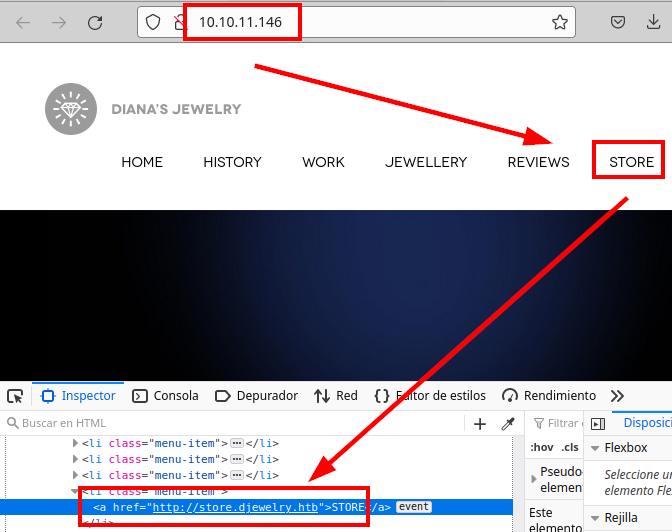 10.10.11.146
DIANA'S JEWELRY
HOME HISTORY WORK JEWELLERY REVIEWS STORE
Inspector Consola Depurador Red Editor de estilos Rendimiento
Buscar en HTML Filtrar Disposici
<li class="menu-item"> </li>
:hov .cls Flexbox
<li class="menu-item"> </li>
Pseudo-elemento
Seleccione u
elemento Fle
<li class="menu-item"> </li>
<li class="menu-item">
<a href="http://store.djewelry.htb">STORE</a> event
Este
elemento
Rejilla
</li>